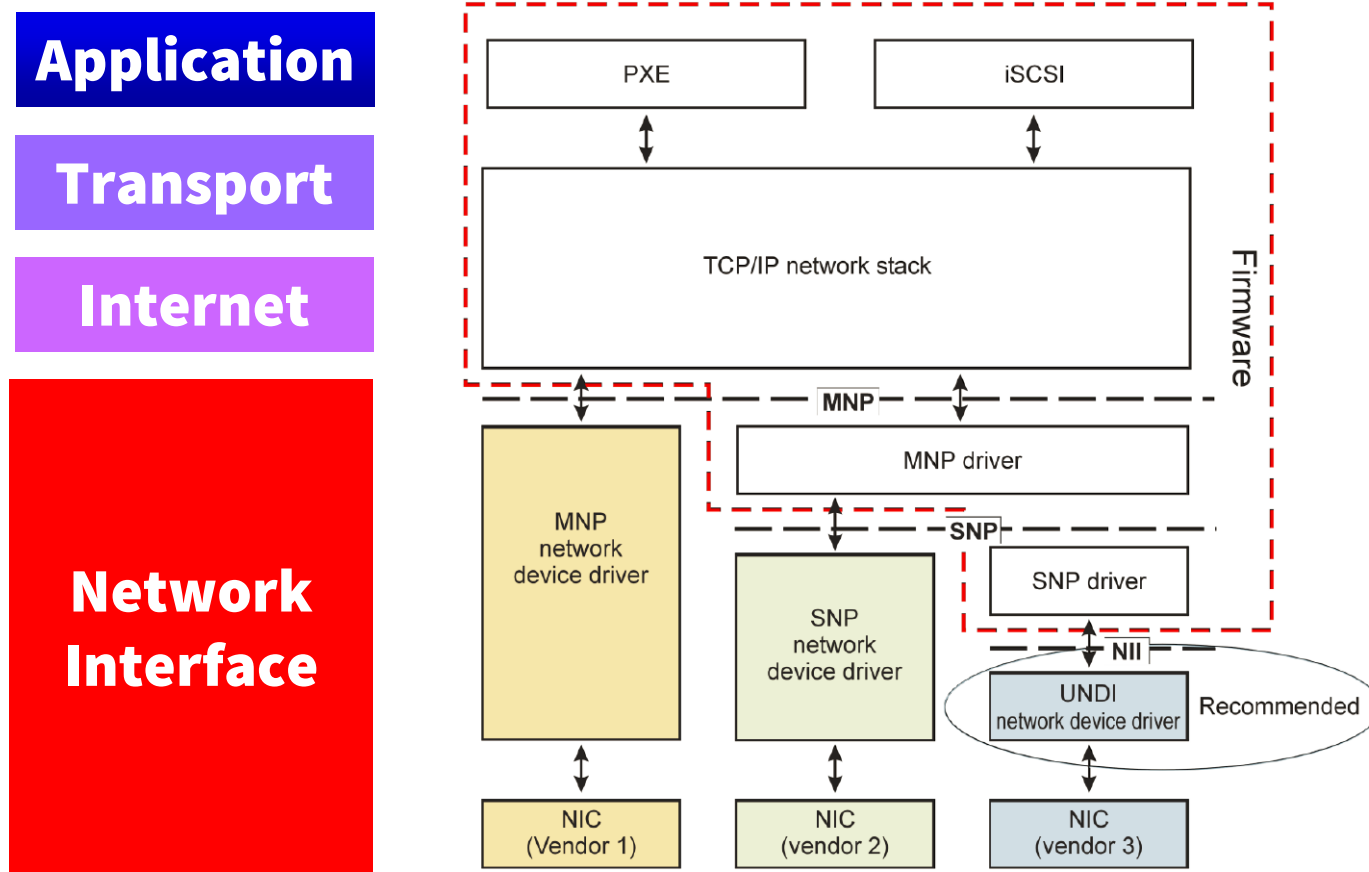 Application
Transport
Internet
Network
Interface
PXE
iSCSI
TCP/IP network stack
Firmware
MNP
MNP driver
MNP
network
device driver
SNP
SNP driver
SNP
network
device driver
NII
UNDI
network device driver
Recommended
NIC
(Vendor 1)
NIC
(vendor 2)
NIC
(vendor 3)